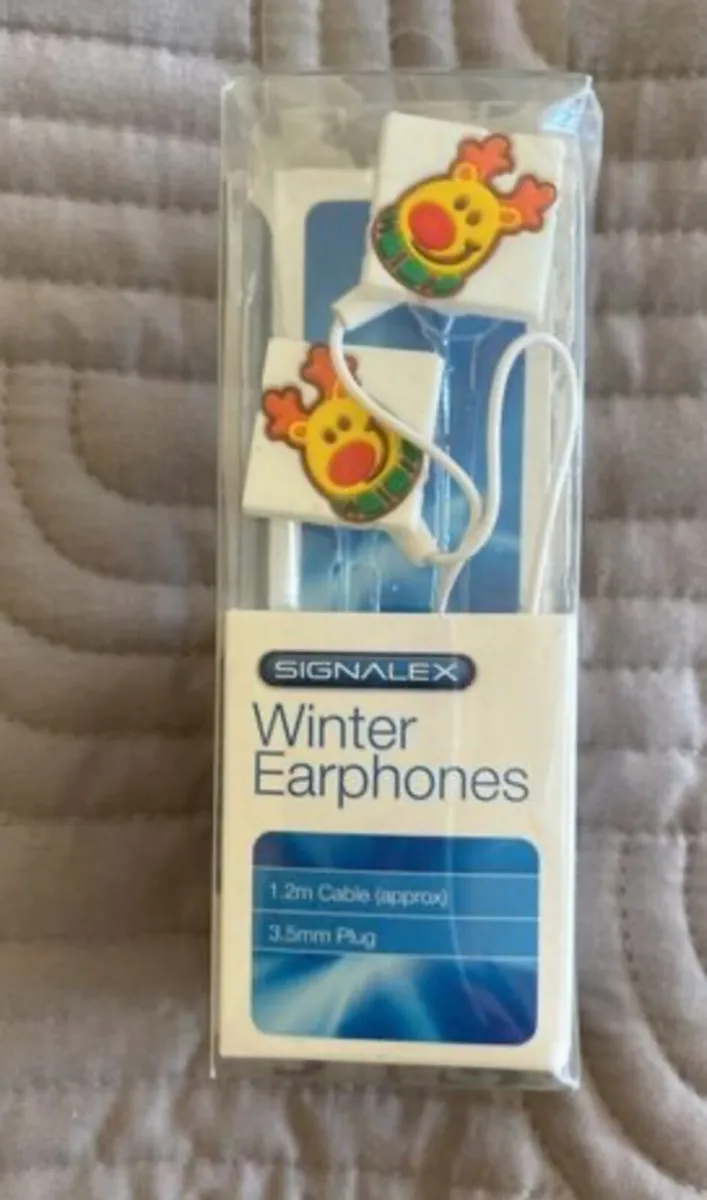 SIGNALEX
Winter
Earphones
1.2m Cable (approx)
3.5mm Plug